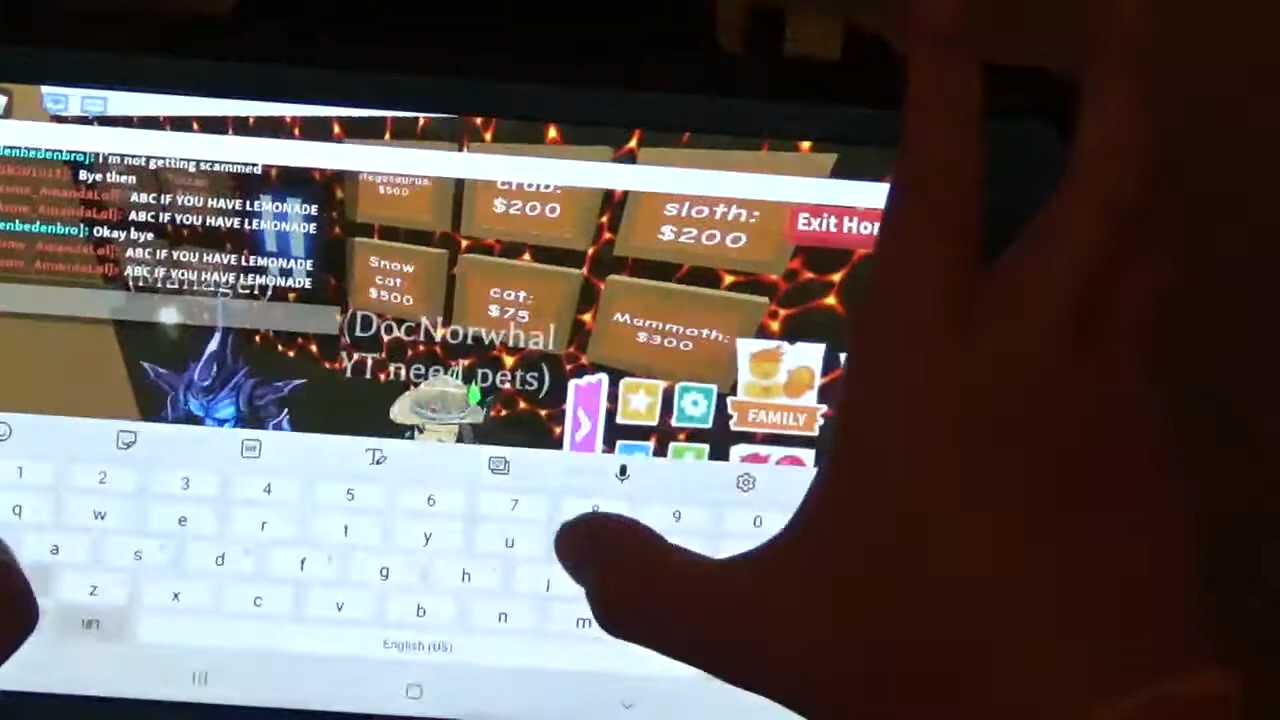 I'm not getting scammed
Bye then
ABC IF YOU HAVE LEMONADE
ABC IF YOU HAVE LEMONADE
Okay bye
ABC IF YOU HAVE LEMONADE
ABC IF YOU HAVE LEMONADE
(Manager)
$500
crab:
$200
sloth:
$200
Exit
Snow
cat
$500
cat:
$75
Mammoth:
$300
(DocNorwhal
YT need pets)
FAMILY
1 2 3 4 5 6 7 8 9 0
q w e r t y u
a s d f g h j
z x c v b n m
English (US)